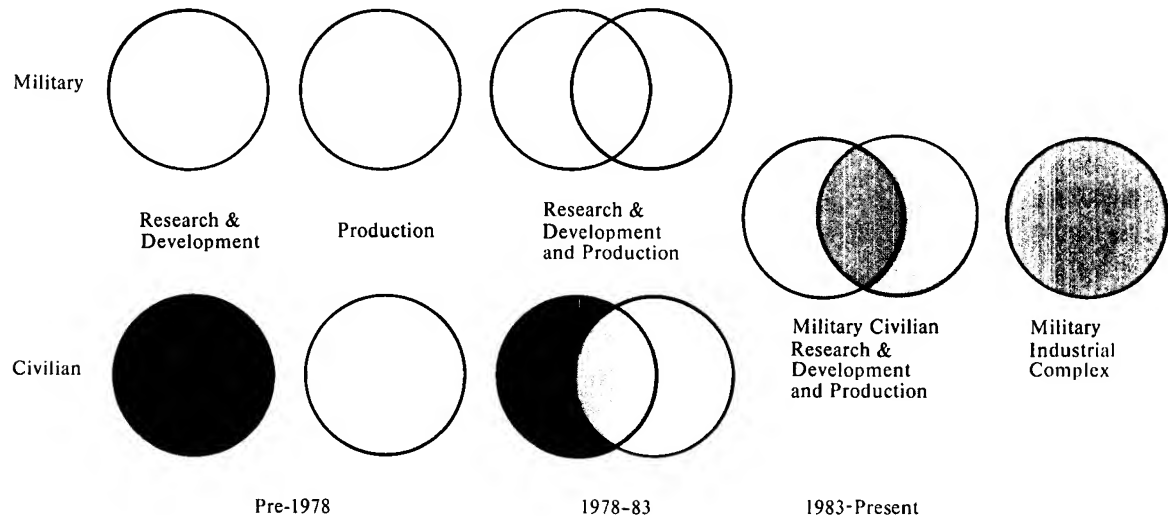 Military
Research &
Development
Production
Research &
Development
and Production
Military Civilian
Research &
Development
and Production
Military
Industrial
Complex
Civilian
Pre-1978
1978-83
1983-Present